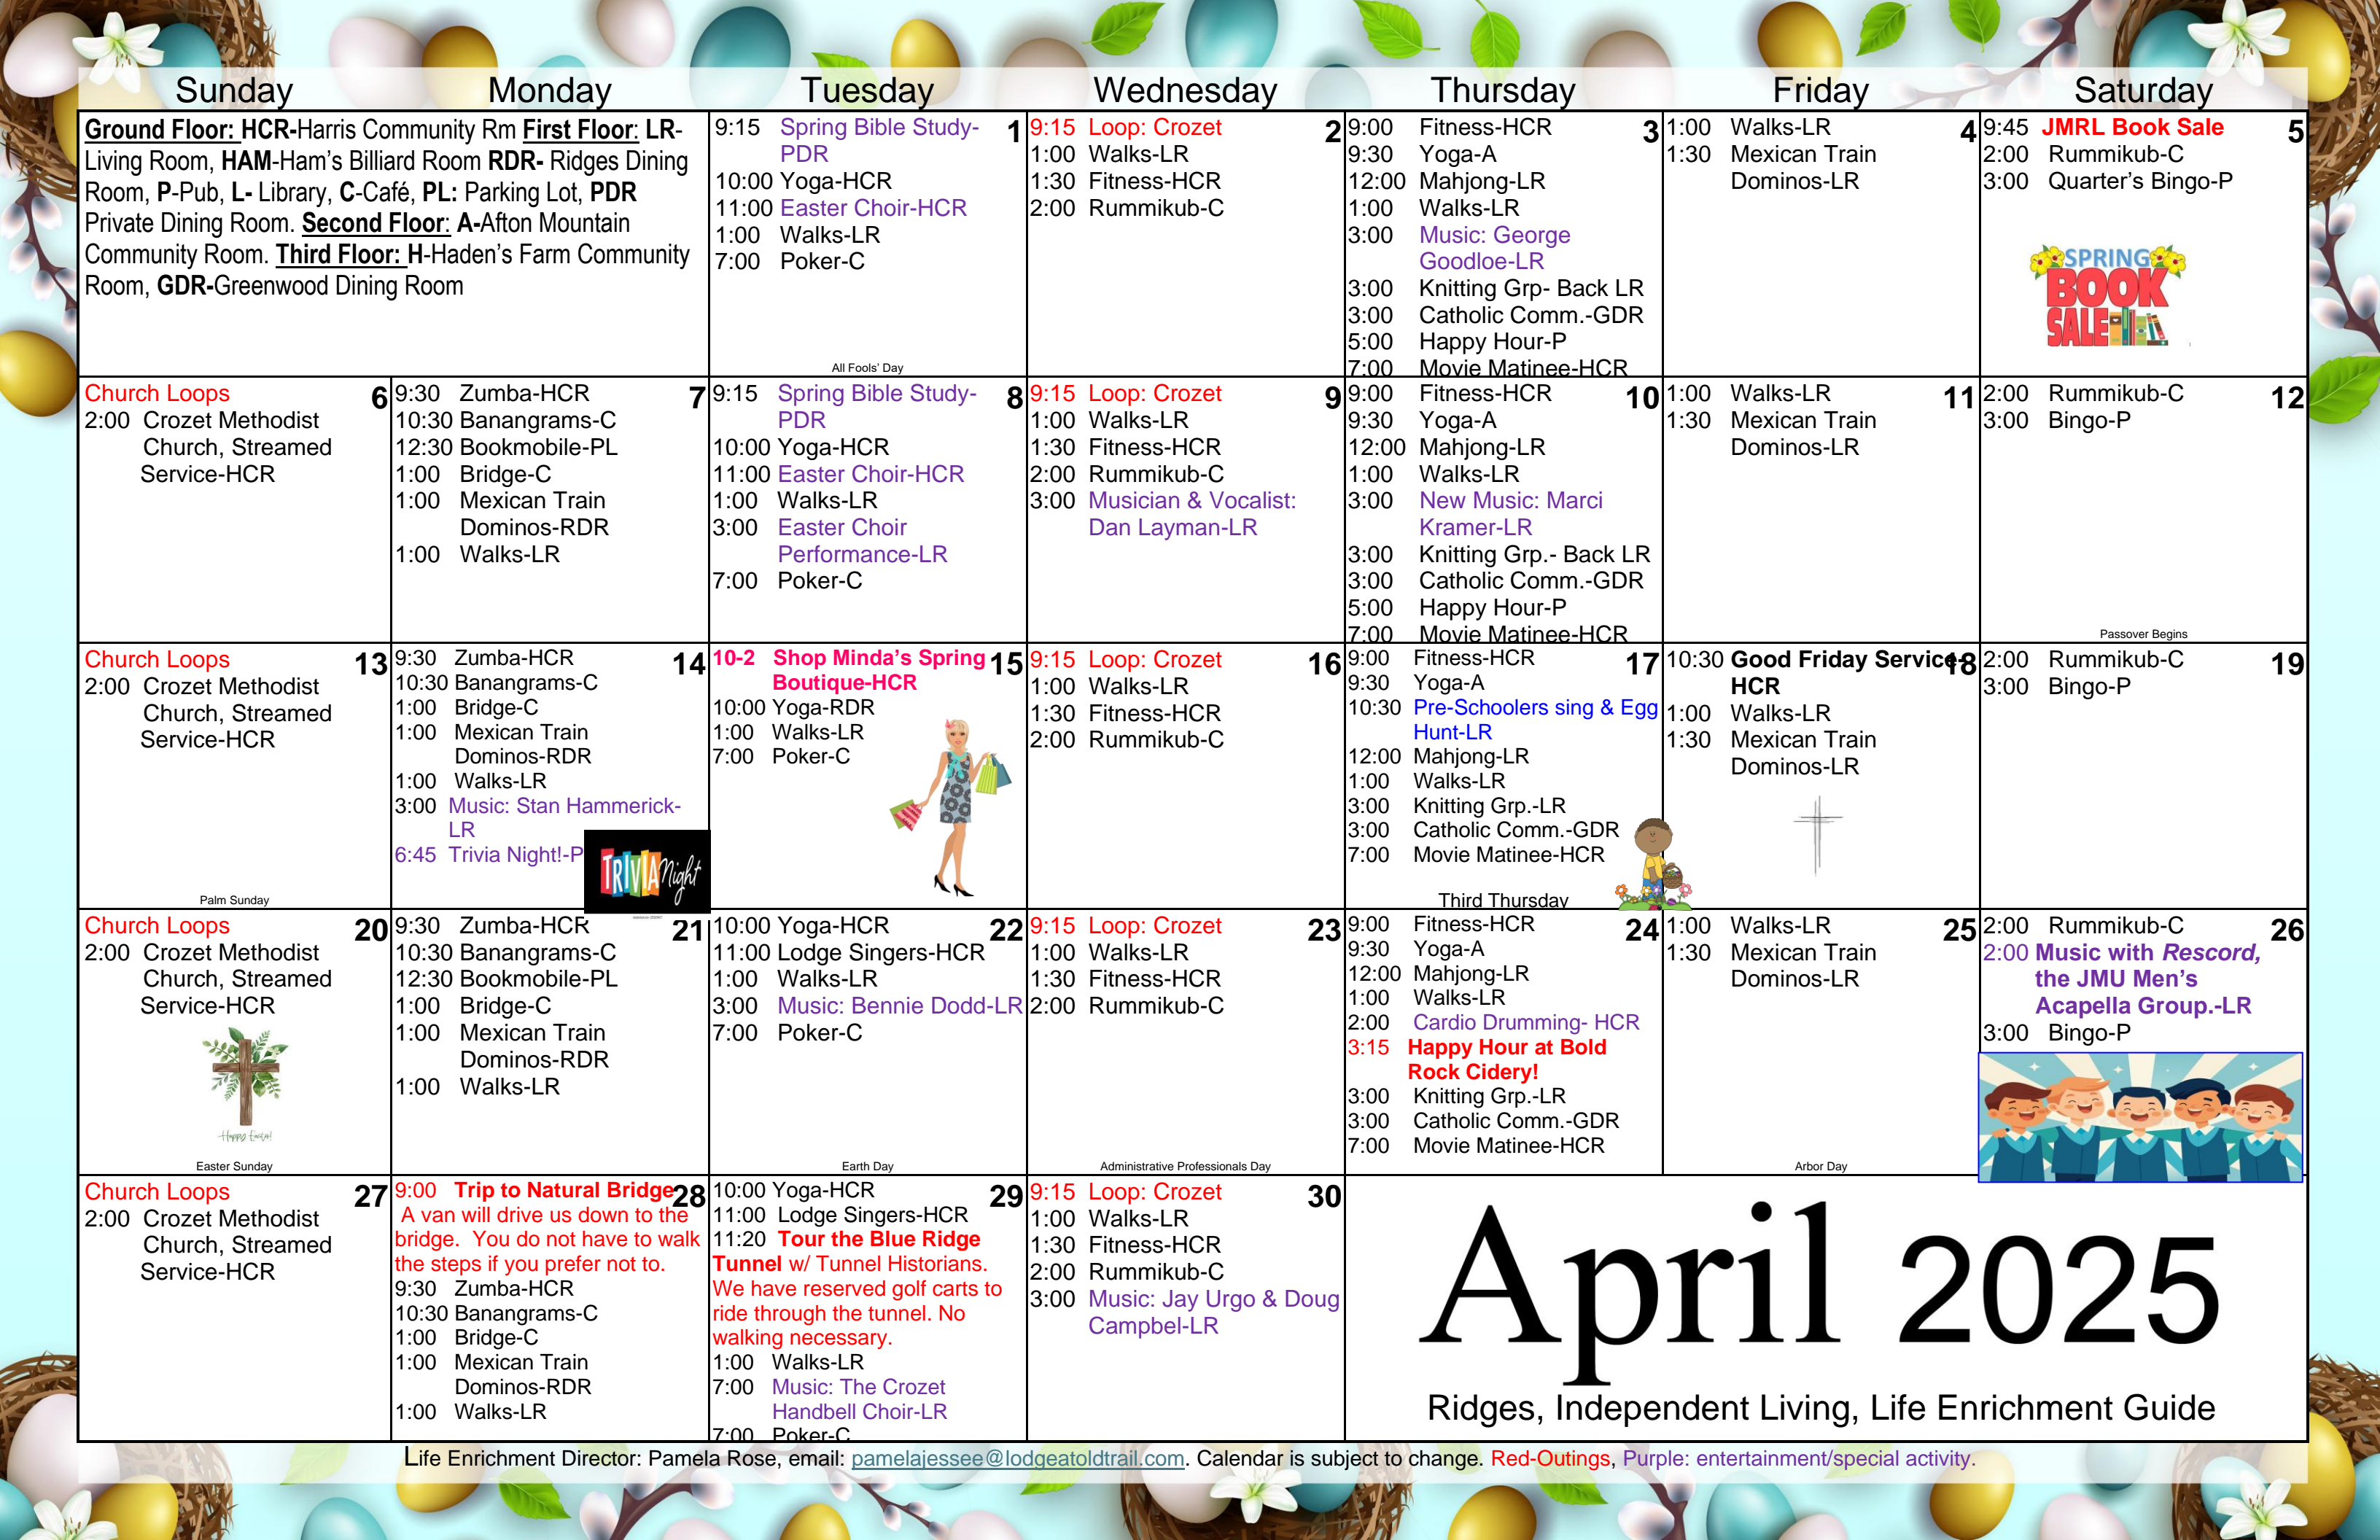 Sunday Monday Tuesday Wednesday Thursday Friday Saturday
Ground Floor: HCR-Harris Community Rm First Floor: LR-
Living Room, HAM-Ham's Billiard Room RDR- Ridges Dining
Room, P-Pub, L- Library, C-Café, PL: Parking Lot, PDR
Private Dining Room. Second Floor: A-Afton Mountain
Community Room. Third Floor: H-Haden's Farm Community
Room, GDR-Greenwood Dining Room
1
9:15 Spring Bible Study-
PDR
10:00 Yoga-HCR
11:00 Easter Choir-HCR
1:00 Walks-LR
7:00 Poker-C
All Fools' Day
2
9:15 Loop: Crozet
1:00 Walks-LR
1:30 Fitness-HCR
2:00 Rummikub-C
3
9:00 Fitness-HCR
9:30 Yoga-A
12:00 Mahjong-LR
1:00 Walks-LR
3:00 Music: George
Goodloe-LR
3:00 Knitting Grp- Back LR
3:00 Catholic Comm.-GDR
5:00 Happy Hour-P
7:00 Movie Matinee-HCR
4
1:00 Walks-LR
1:30 Mexican Train
Dominos-LR
5
9:45 JMRL Book Sale
2:00 Rummikub-C
3:00 Quarter's Bingo-P
SPRING
BOOK
SALE
6
Church Loops
2:00 Crozet Methodist
Church, Streamed
Service-HCR
7
9:30 Zumba-HCR
10:30 Banangrams-C
12:30 Bookmobile-PL
1:00 Bridge-C
1:00 Mexican Train
Dominos-RDR
1:00 Walks-LR
8
9:15 Spring Bible Study-
PDR
10:00 Yoga-HCR
11:00 Easter Choir-HCR
1:00 Walks-LR
3:00 Easter Choir
Performance-LR
7:00 Poker-C
9
9:15 Loop: Crozet
1:00 Walks-LR
1:30 Fitness-HCR
2:00 Rummikub-C
3:00 Musician & Vocalist:
Dan Layman-LR
10
9:00 Fitness-HCR
9:30 Yoga-A
12:00 Mahjong-LR
1:00 Walks-LR
3:00 New Music: Marci
Kramer-LR
3:00 Knitting Grp.- Back LR
3:00 Catholic Comm.-GDR
5:00 Happy Hour-P
7:00 Movie Matinee-HCR
11
1:00 Walks-LR
1:30 Mexican Train
Dominos-LR
12
2:00 Rummikub-C
3:00 Bingo-P
Passover Begins
13
Church Loops
2:00 Crozet Methodist
Church, Streamed
Service-HCR
Palm Sunday
14
9:30 Zumba-HCR
10:30 Banangrams-C
1:00 Bridge-C
1:00 Mexican Train
Dominos-RDR
1:00 Walks-LR
3:00 Music: Stan Hammerick-
LR
6:45 Trivia Night!-P
TRIVIA Night
15
10-2 Shop Minda's Spring
Boutique-HCR
10:00 Yoga-RDR
1:00 Walks-LR
7:00 Poker-C
16
9:15 Loop: Crozet
1:00 Walks-LR
1:30 Fitness-HCR
2:00 Rummikub-C
17
9:00 Fitness-HCR
9:30 Yoga-A
10:30 Pre-Schoolers sing & Egg
Hunt-LR
12:00 Mahjong-LR
1:00 Walks-LR
3:00 Knitting Grp.-LR
3:00 Catholic Comm.-GDR
7:00 Movie Matinee-HCR
Third Thursday
18
10:30 Good Friday Service-
HCR
1:00 Walks-LR
1:30 Mexican Train
Dominos-LR
19
2:00 Rummikub-C
3:00 Bingo-P
20
Church Loops
2:00 Crozet Methodist
Church, Streamed
Service-HCR
Happy Easter!
Easter Sunday
21
9:30 Zumba-HCR
10:30 Banangrams-C
12:30 Bookmobile-PL
1:00 Bridge-C
1:00 Mexican Train
Dominos-RDR
1:00 Walks-LR
22
10:00 Yoga-HCR
11:00 Lodge Singers-HCR
1:00 Walks-LR
3:00 Music: Bennie Dodd-LR
7:00 Poker-C
Earth Day
23
9:15 Loop: Crozet
1:00 Walks-LR
1:30 Fitness-HCR
2:00 Rummikub-C
Administrative Professionals Day
24
9:00 Fitness-HCR
9:30 Yoga-A
12:00 Mahjong-LR
1:00 Walks-LR
2:00 Cardio Drumming- HCR
3:15 Happy Hour at Bold
Rock Cidery!
3:00 Knitting Grp.-LR
3:00 Catholic Comm.-GDR
7:00 Movie Matinee-HCR
25
1:00 Walks-LR
1:30 Mexican Train
Dominos-LR
Arbor Day
26
2:00 Rummikub-C
2:00 Music with Rescord,
the JMU Men's
Acapella Group.-LR
3:00 Bingo-P
27
Church Loops
2:00 Crozet Methodist
Church, Streamed
Service-HCR
28
9:00 Trip to Natural Bridge
A van will drive us down to the
bridge. You do not have to walk
the steps if you prefer not to.
9:30 Zumba-HCR
10:30 Banangrams-C
1:00 Bridge-C
1:00 Mexican Train
Dominos-RDR
1:00 Walks-LR
29
10:00 Yoga-HCR
11:00 Lodge Singers-HCR
11:20 Tour the Blue Ridge
Tunnel w/ Tunnel Historians.
We have reserved golf carts to
ride through the tunnel. No
walking necessary.
1:00 Walks-LR
7:00 Music: The Crozet
Handbell Choir-LR
7:00 Poker-C
30
9:15 Loop: Crozet
1:00 Walks-LR
1:30 Fitness-HCR
2:00 Rummikub-C
3:00 Music: Jay Urgo & Doug
Campbel-LR
April 2025
Ridges, Independent Living, Life Enrichment Guide
Life Enrichment Director: Pamela Rose, email: pamelajessee@lodgeatoldtrail.com. Calendar is subject to change. Red-Outings, Purple: entertainment/special activity.